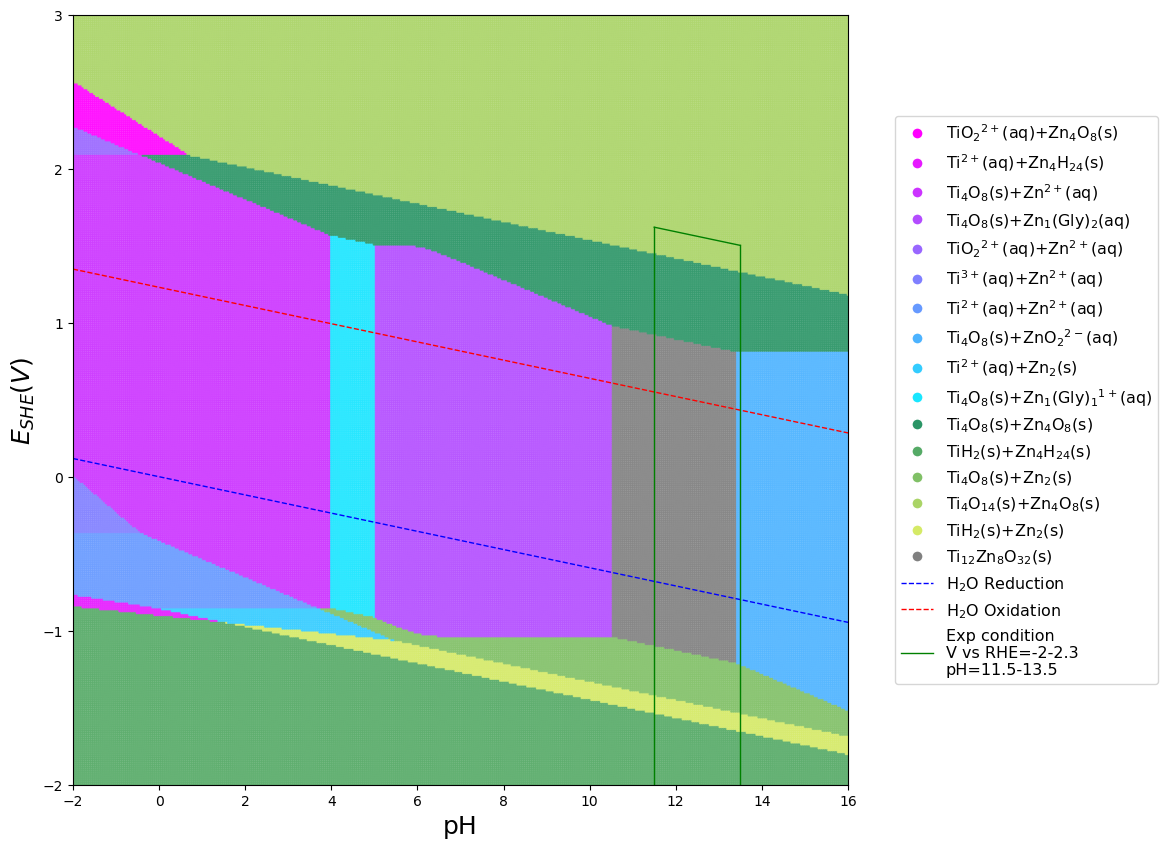 3
2
1
0
−1
−2
E_SHE(V)
−2 0 2 4 6 8 10 12 14 16
pH
TiO₂²⁺(aq)+Zn₄O₈(s)
Ti²⁺(aq)+Zn₄H₂₄(s)
Ti₄O₈(s)+Zn²⁺(aq)
Ti₄O₈(s)+Zn₁(Gly)₂(aq)
TiO₂²⁺(aq)+Zn²⁺(aq)
Ti³⁺(aq)+Zn²⁺(aq)
Ti²⁺(aq)+Zn²⁺(aq)
Ti₄O₈(s)+ZnO₂²⁻(aq)
Ti²⁺(aq)+Zn₂(s)
Ti₄O₈(s)+Zn₁(Gly)₁¹⁺(aq)
Ti₄O₈(s)+Zn₄O₈(s)
TiH₂(s)+Zn₄H₂₄(s)
Ti₄O₈(s)+Zn₂(s)
Ti₄O₁₄(s)+Zn₄O₈(s)
TiH₂(s)+Zn₂(s)
Ti₁₂Zn₈O₃₂(s)
H₂O Reduction
H₂O Oxidation
Exp condition
V vs RHE=-2-2.3
pH=11.5-13.5